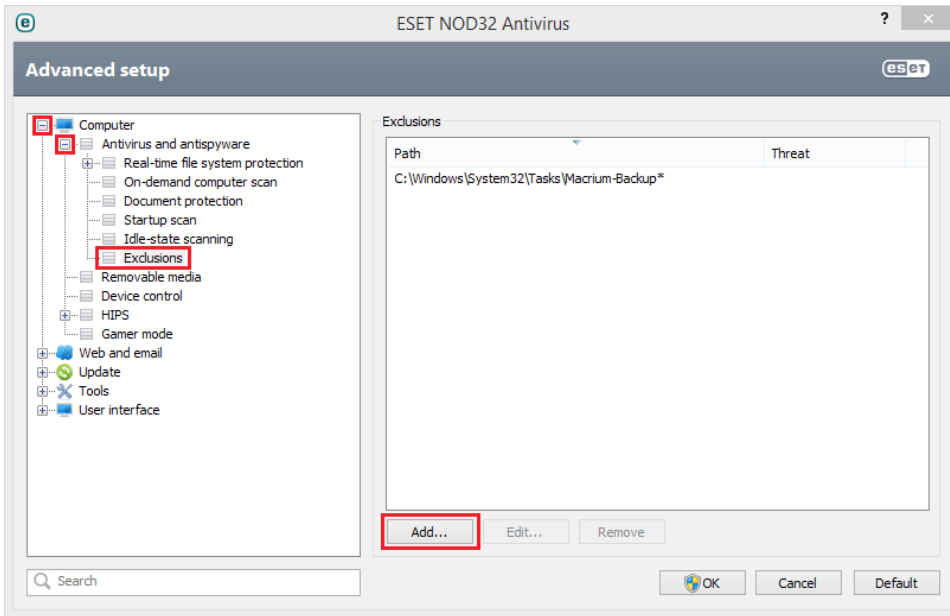 e
ESET NOD32 Antivirus
?
Advanced setup
eset
Computer
Antivirus and antispyware
Real-time file system protection
On-demand computer scan
Document protection
Startup scan
Idle-state scanning
Exclusions
Removable media
Device control
HIPS
Gamer mode
Web and email
Update
Tools
User interface
Exclusions
Path Threat
C:\Windows\System32\Tasks\Macrium-Backup*
Add... Edit... Remove
Search
OK Cancel Default